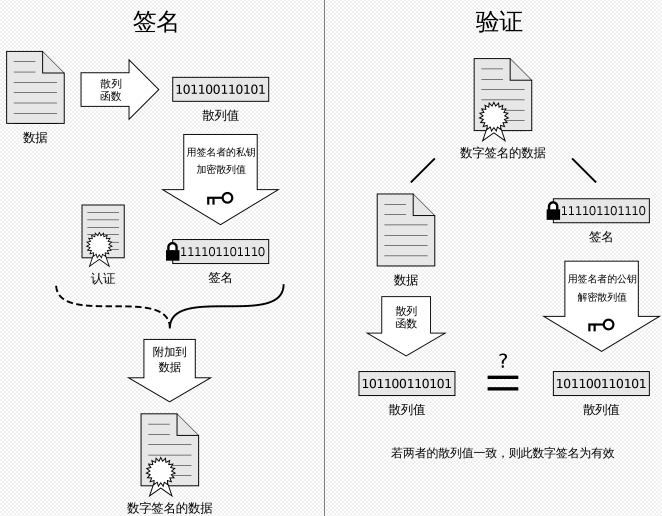 签名
散列
函数
101100110101
散列值
数据
用签名者的私钥
加密散列值
111101101110
签名
认证
附加到
数据
数字签名的数据
验证
数字签名的数据
数据
111101101110
签名
散列
函数
用签名者的公钥
解密散列值
101100110101
散列值
?
101100110101
散列值
若两者的散列值一致，则此数字签名为有效